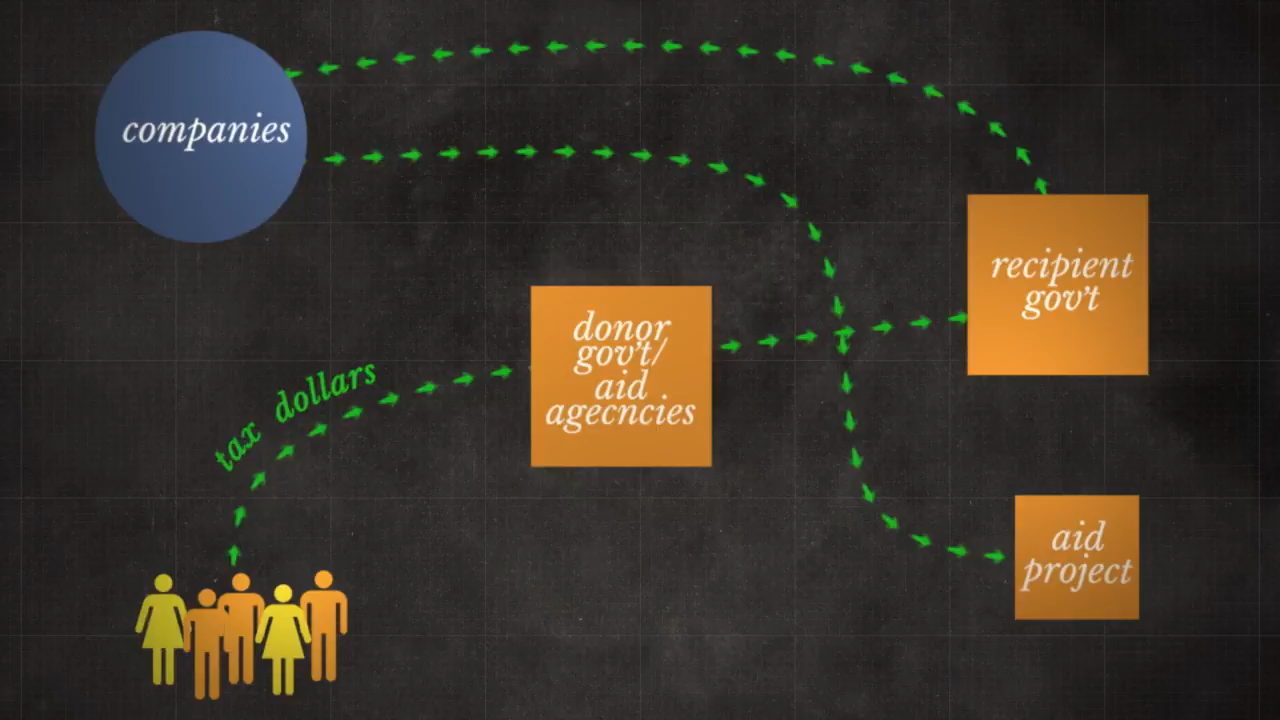 companies
recipient
gov't
donor
gov't/
aid
agecncies
tax dollars
aid
project